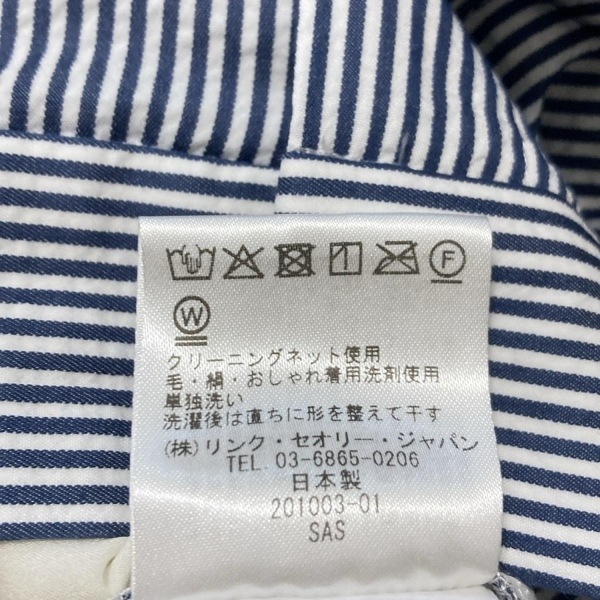 F
W
クリーニングネット使用
毛・絹・おしゃれ着用洗剤使用
単独洗い
洗濯後は直ちに形を整えて干す
(株)リンク・セオリー・ジャパン
TEL. 03-6865-0206
日本製
201003-01
SAS